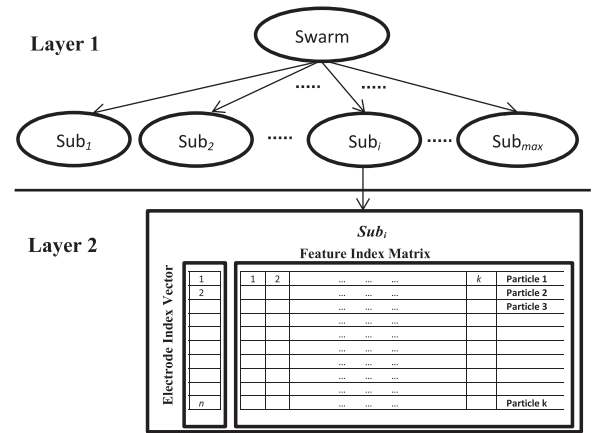 Swarm
Layer 1
..... .....
Sub1 Sub2 ..... Subi ..... Submax
Layer 2
Subi
Feature Index Matrix
Electrode Index Vector
1 1 2 ... ... ... k Particle 1
2 ... ... ... Particle 2
... ... ... Particle 3
... ... ...
... ... ...
... ... ...
... ... ...
... ... ...
... ... ...
n ... ... ... Particle k